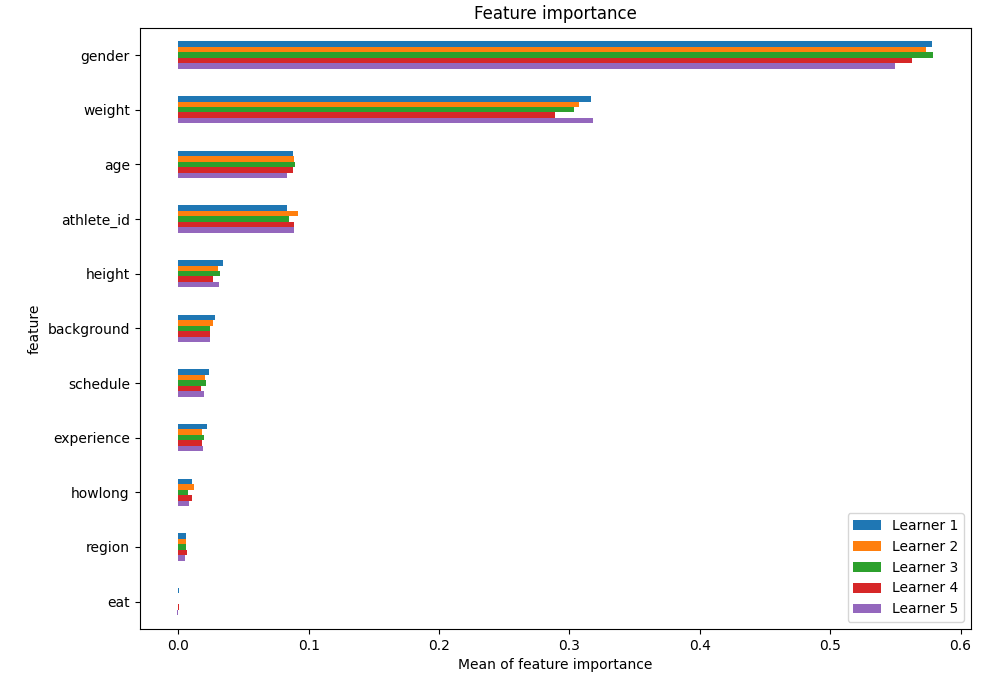 Feature importance
gender
weight
age
athlete_id
height
background
schedule
experience
howlong
region
eat
feature
0.0 0.1 0.2 0.3 0.4 0.5 0.6
Mean of feature importance
Learner 1
Learner 2
Learner 3
Learner 4
Learner 5